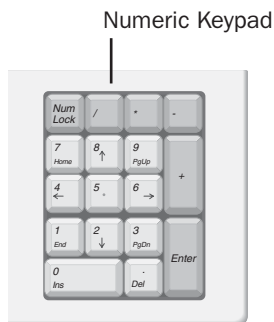 Numeric Keypad
Num
Lock
/
*
-
7
Home
8
↑
9
PgUp
+
4
←
5
.
6
→
1
End
2
↓
3
PgDn
Enter
0
Ins
.
Del